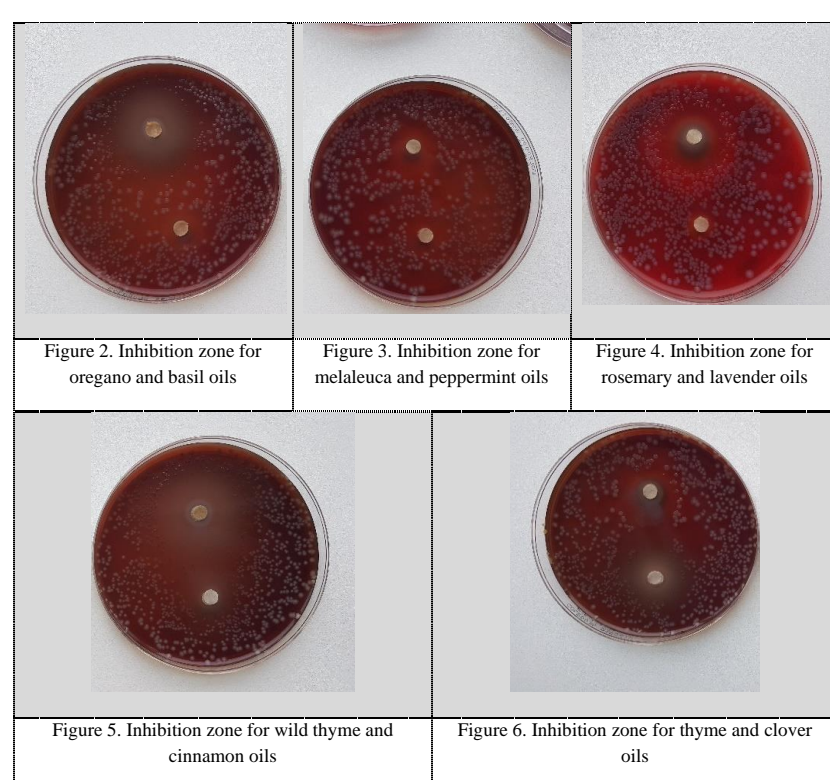 Figure 2. Inhibition zone for
oregano and basil oils
Figure 3. Inhibition zone for
melaleuca and peppermint oils
Figure 4. Inhibition zone for
rosemary and lavender oils
Figure 5. Inhibition zone for wild thyme and
cinnamon oils
Figure 6. Inhibition zone for thyme and clover
oils